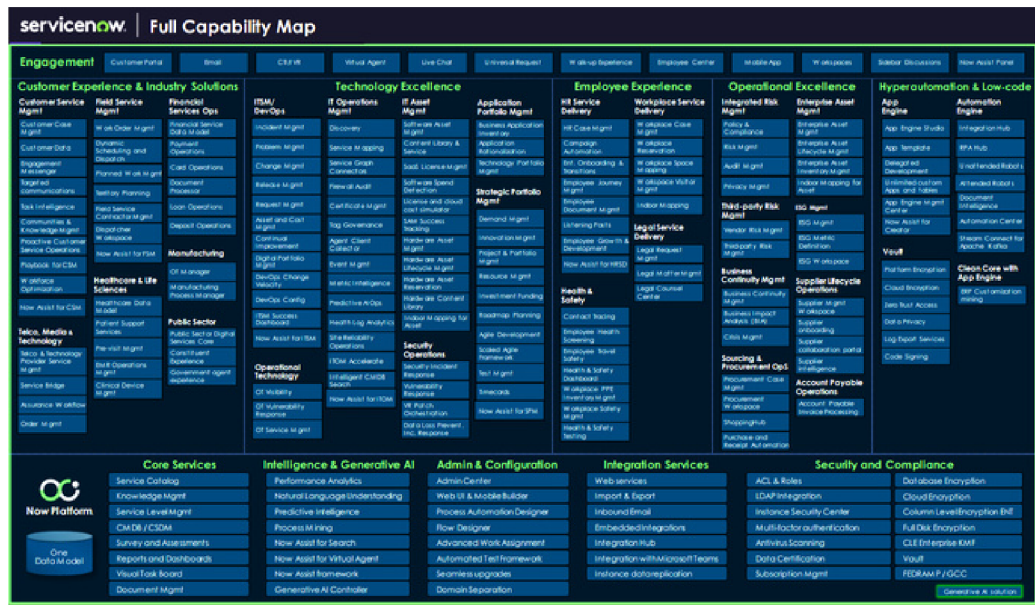 servicenow. Full Capability Map
Engagement
Customer Portal
Email
CTI/IVR
Virtual Agent
Live Chat
Universal Request
Walk-up Experience
Employee Center
Mobile App
Workspaces
Sidebar Discussions
Now Assist Panel
Customer Experience & Industry Solutions
Customer Service
Mgmt
Customer Case
Mgmt
Customer Data
Engagement
Messenger
Targeted
communications
Task Intelligence
Communities &
Knowledge Mgmt
Proactive Customer
Service Operations
Playbook for CSM
Workforce
Optimization
Now Assist for CSM
Telco, Media &
Technology
Telco & Technology
Provider Service
Mgmt
Service Bridge
Assurance Workflow
Order Mgmt
Field Service
Mgmt
Work Order Mgmt
Dynamic
Scheduling and
Dispatch
Planned Work Mgmt
Territory Planning
Field Service
Contractor Mgmt
Dispatcher
Workspace
Now Assist for FSM
Healthcare & Life
Sciences
Healthcare Data
Model
Patient Support
Services
Pre-visit Mgmt
EMR Operations
Mgmt
Clinical Device
Mgmt
Financial
Services Ops
Financial Service
Data Model
Payment
Operations
Card Operations
Document
Processor
Loan Operations
Deposit Operations
Manufacturing
OT Manager
Manufacturing
Process Manager
Public Sector
Public Sector Digital
Services Core
Constituent
Experience
Government agent
experience
Technology Excellence
ITSM/
DevOps
Incident Mgmt
Problem Mgmt
Change Mgmt
Release Mgmt
Request Mgmt
Asset and Cost
Mgmt
Continual
Improvement
Digital Portfolio
Mgmt
DevOps Change
Velocity
DevOps Config
ITSM Success
Dashboard
Now Assist for ITSM
Operational
Technology
OT Visibility
OT Vulnerability
Response
OT Service Mgmt
IT Operations
Mgmt
Discovery
Service Mapping
Service Graph
Connectors
Firewall Audit
Certificate Mgmt
Tag Governance
Agent Client
Collector
Event Mgmt
Metric Intelligence
Predictive AIOps
Health Log Analytics
Site Reliability
Operations
ITOM Accelerate
Intelligent CMDB
Search
Now Assist for ITOM
IT Asset
Mgmt
Software Asset
Mgmt
Content Library &
Service
SaaS License Mgmt
Software Spend
Detection
License and cloud
cost simulator
SAM Success
Tracking
Hardware Asset
Mgmt
Hardware Asset
Lifecycle Mgmt
Hardware Asset
Reservation
Hardware Content
Library
Indoor Mapping for
Asset
Security
Operations
Security Incident
Response
Vulnerability
Response
VR Patch
Orchestration
Data Loss Prevent.
Inc. Response
Application
Portfolio Mgmt
Business Application
Inventory
Application
Rationalization
Technology Portfolio
Mgmt
Strategic Portfolio
Mgmt
Demand Mgmt
Innovation Mgmt
Project & Portfolio
Mgmt
Resource Mgmt
Investment Funding
Roadmap Planning
Agile Development
Scaled Agile
Framework
Test Mgmt
Timecards
Now Assist for SPM
Employee Experience
HR Service
Delivery
HR Case Mgmt
Campaign
Automation
Ent. Onboarding &
Transitions
Employee Journey
Mgmt
Employee
Document Mgmt
Listening Posts
Employee Growth &
Development
Now Assist for HRSD
Health &
Safety
Contact Tracing
Employee Health
Screening
Employee Travel
Safety
Health & Safety
Dashboard
Workplace PPE
Inventory Mgmt
Workplace Safety
Mgmt
Health & Safety
Testing
Workplace Service
Delivery
Workplace Case
Mgmt
Workplace
Reservation
Workplace Space
Mapping
Workplace Visitor
Mgmt
Indoor Mapping
Legal Service
Delivery
Legal Request
Mgmt
Legal Matter Mgmt
Legal Counsel
Center
Operational Excellence
Integrated Risk
Mgmt
Policy &
Compliance
Risk Mgmt
Audit Mgmt
Privacy Mgmt
Third-party Risk
Mgmt
Vendor Risk Mgmt
Third-party Risk
Mgmt
Business
Continuity Mgmt
Business Continuity
Mgmt
Business Impact
Analysis (BIA)
Crisis Mgmt
Sourcing &
Procurement OpS
Procurement Case
Mgmt
Procurement
Workspace
ShoppingHub
Purchase and
Receipt Automation
Enterprise Asset
Mgmt
Enterprise Asset
Mgmt
Enterprise Asset
Lifecycle Mgmt
Enterprise Asset
Inventory Mgmt
Indoor Mapping for
Asset
ESG Mgmt
ESG Mgmt
ESG Metric
Definition
ESG Workspace
Supplier Lifecycle
Operations
Supplier Mgmt
Workspace
Supplier
onboarding
Supplier
collaboration portal
Supplier
intelligence
Account Payable
Operations
Account Payable
Invoice Processing
Hyperautomation & Low-code
App
Engine
App Engine Studio
App Template
Delegated
Development
Unlimited custom
Apps and tables
App Engine Mgmt
Center
Now Assist for
Creator
Vault
Platform Encryption
Cloud Encryption
Zero Trust Access
Data Privacy
Log Export Services
Code Signing
Automation
Engine
Integration Hub
RPA Hub
Unattended Robots
Attended Robots
Document
Intelligence
Automation Center
Stream Connect for
Apache Kafka
Clean Core with
App Engine
ERP Customization
mining
Now Platform
One
Data Model
Core Services
Service Catalog
Knowledge Mgmt
Service Level Mgmt
CMDB / CSDM
Survey and Assessments
Reports and Dashboards
Visual Task Board
Document Mgmt
Intelligence & Generative AI
Performance Analytics
Natural Language Understanding
Predictive Intelligence
Process Mining
Now Assist for Search
Now Assist for Virtual Agent
Now Assist framework
Generative AI Controller
Admin & Configuration
Admin Center
Web UI & Mobile Builder
Process Automation Designer
Flow Designer
Advanced Work Assignment
Automated Test Framework
Seamless upgrades
Domain Separation
Integration Services
Web services
Import & Export
Inbound Email
Embedded Integrations
Integration Hub
Integration with Microsoft Teams
Instance data replication
Security and Compliance
ACL & Roles
LDAP Integration
Instance Security Center
Multi-factor authentication
Antivirus Scanning
Data Certification
Subscription Mgmt
Database Encryption
Cloud Encryption
Column Level Encryption ENT
Full Disk Encryption
CLE Enterprise KMF
Vault
FEDRAMP / GCC
Generative AI solution